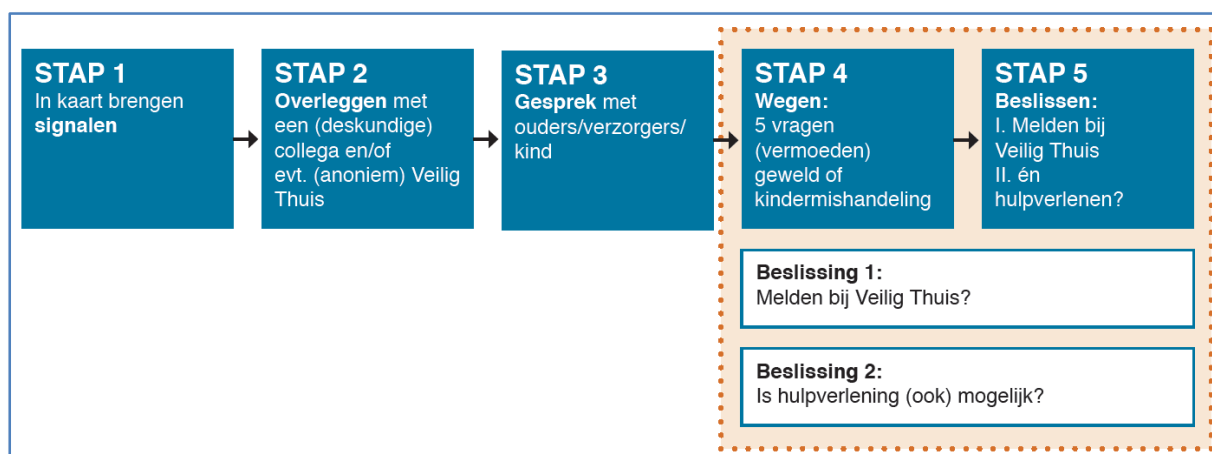 STAP 1
In kaart brengen
signalen
STAP 2
Overleggen met
een (deskundige)
collega en/of
evt. (anoniem) Veilig
Thuis
STAP 3
Gesprek met
ouders/verzorgers/
kind
STAP 4
Wegen:
5 vragen
(vermoeden)
geweld of
kindermishandeling
STAP 5
Beslissen:
I. Melden bij
Veilig Thuis
II. én
hulpverlenen?
Beslissing 1:
Melden bij Veilig Thuis?
Beslissing 2:
Is hulpverlening (ook) mogelijk?